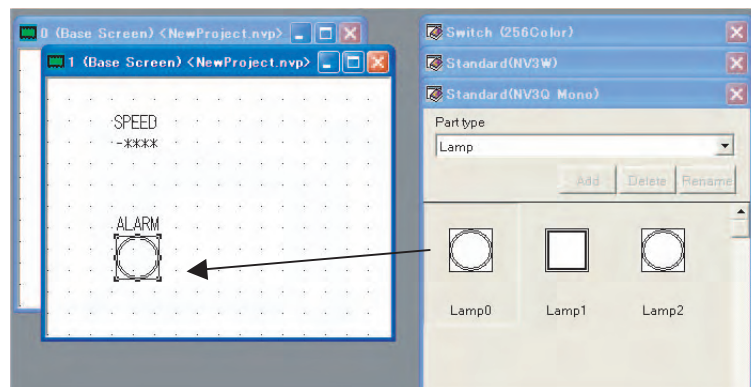 0 (Base Screen) <NewProject.nvp>
1 (Base Screen) <NewProject.nvp>
SPEED
-****
ALARM
Switch (256Color)
Standard(NV3W)
Standard(NV3Q Mono)
Part type
Lamp
Add Delete Rename
Lamp0 Lamp1 Lamp2